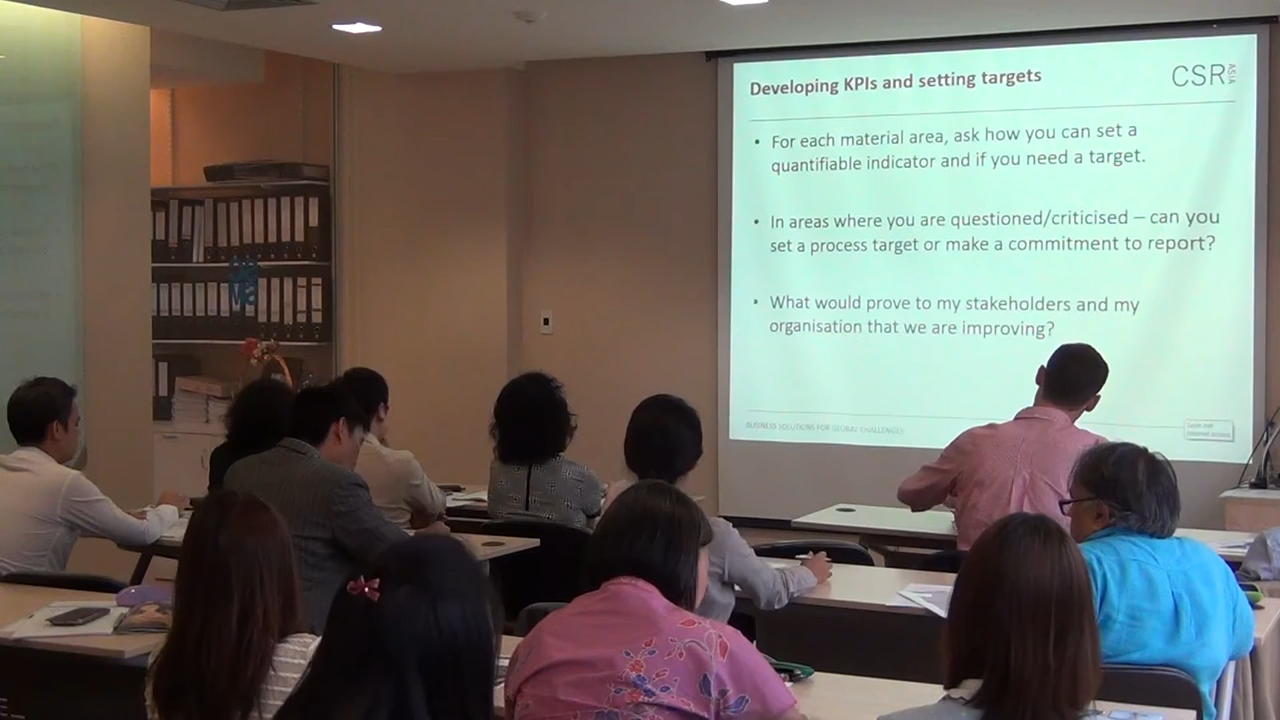 Developing KPIs and setting targets
CSR ASIA
• For each material area, ask how you can set a
quantifiable indicator and if you need a target.
• In areas where you are questioned/criticised – can you
set a process target or make a commitment to report?
• What would prove to my stakeholders and my
organisation that we are improving?
BUSINESS SOLUTIONS FOR GLOBAL CHALLENGES